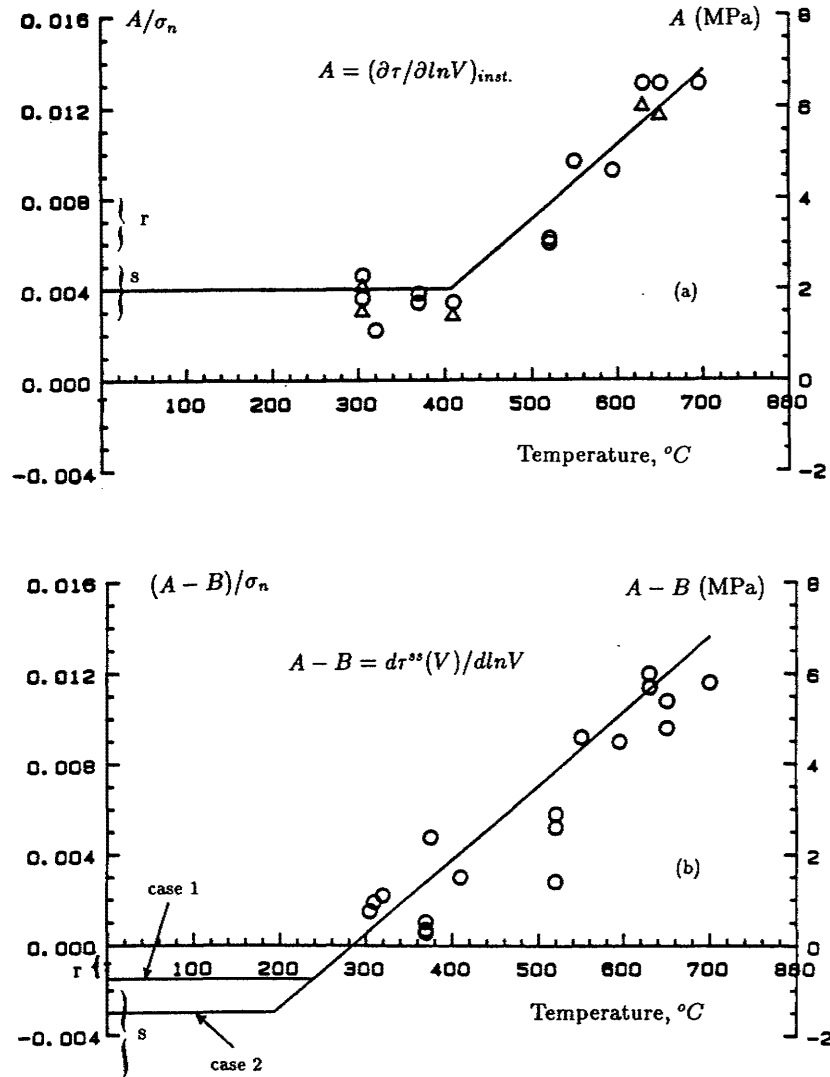 0.016 A/σₙ A (MPa) 8
A = (∂τ/∂lnV)ᵢₙₛₜ.
0.012 6
0.008 4
r
s
0.004 (a) 2
0.000 0
100 200 300 400 500 600 700 800
Temperature, °C
-0.004 -2
0.016 (A − B)/σₙ A − B (MPa) 8
A − B = dτˢˢ(V)/dlnV
0.012 6
0.008 4
0.004 2
case 1 (b)
0.000 0
r 100 200 300 400 500 600 700 800
s Temperature, °C
-0.004 -2
case 2